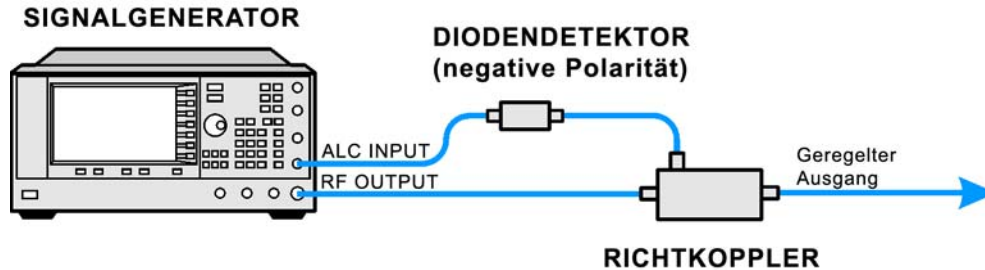 SIGNALGENERATOR
DIODENDETEKTOR
(negative Polarität)
ALC INPUT
RF OUTPUT
Geregelter
Ausgang
RICHTKOPPLER